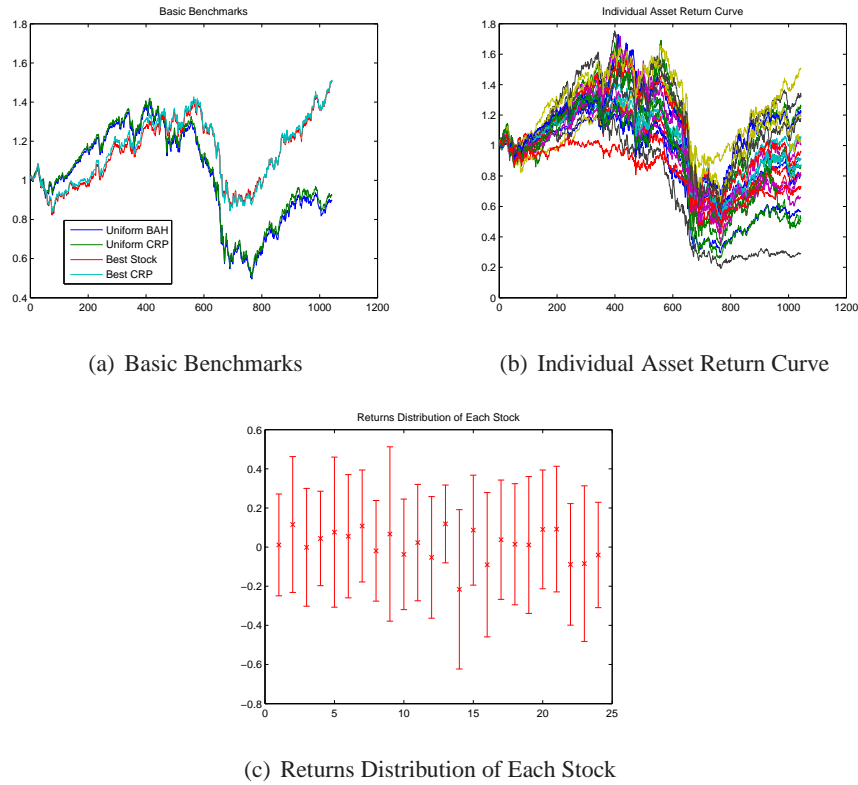 Basic Benchmarks
1.8
1.6
1.4
1.2
1
0.8
0.6
0.4
0 200 400 600 800 1000 1200
Uniform BAH
Uniform CRP
Best Stock
Best CRP
(a) Basic Benchmarks
Individual Asset Return Curve
1.8
1.6
1.4
1.2
1
0.8
0.6
0.4
0.2
0
0 200 400 600 800 1000 1200
(b) Individual Asset Return Curve
Returns Distribution of Each Stock
0.6
0.4
0.2
0
−0.2
−0.4
−0.6
−0.8
0 5 10 15 20 25
(c) Returns Distribution of Each Stock